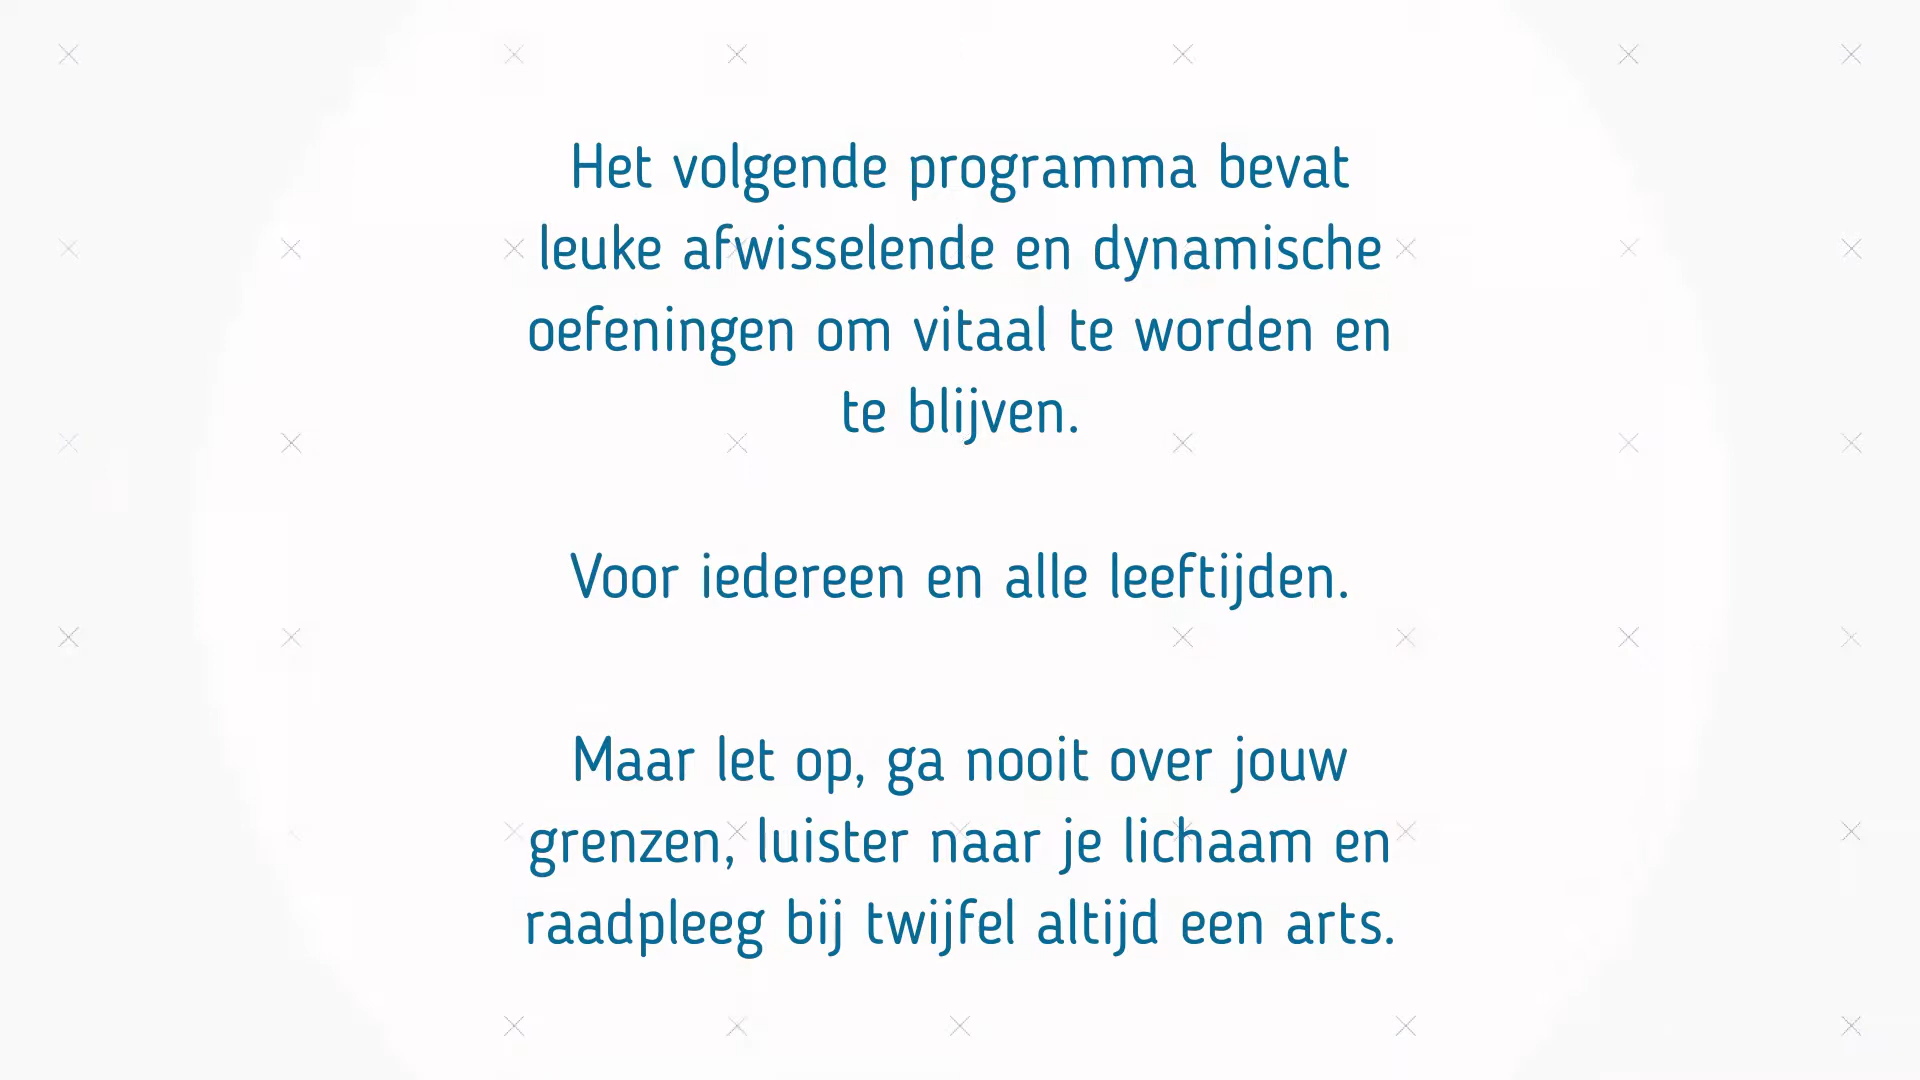 Het volgende programma bevat
leuke afwisselende en dynamische
oefeningen om vitaal te worden en
te blijven.
Voor iedereen en alle leeftijden.
Maar let op, ga nooit over jouw
grenzen, luister naar je lichaam en
raadpleeg bij twijfel altijd een arts.